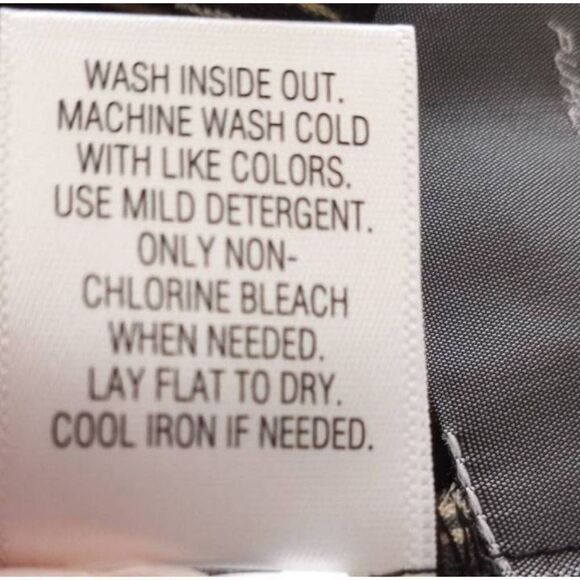 WASH INSIDE OUT.
MACHINE WASH COLD
WITH LIKE COLORS.
USE MILD DETERGENT.
ONLY NON-
CHLORINE BLEACH
WHEN NEEDED.
LAY FLAT TO DRY.
COOL IRON IF NEEDED.